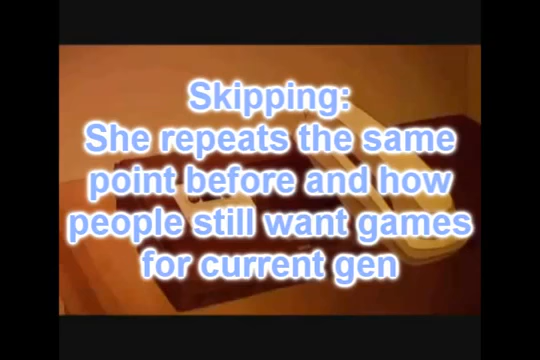 Skipping:
She repeats the same
point before and how
people still want games
for current gen